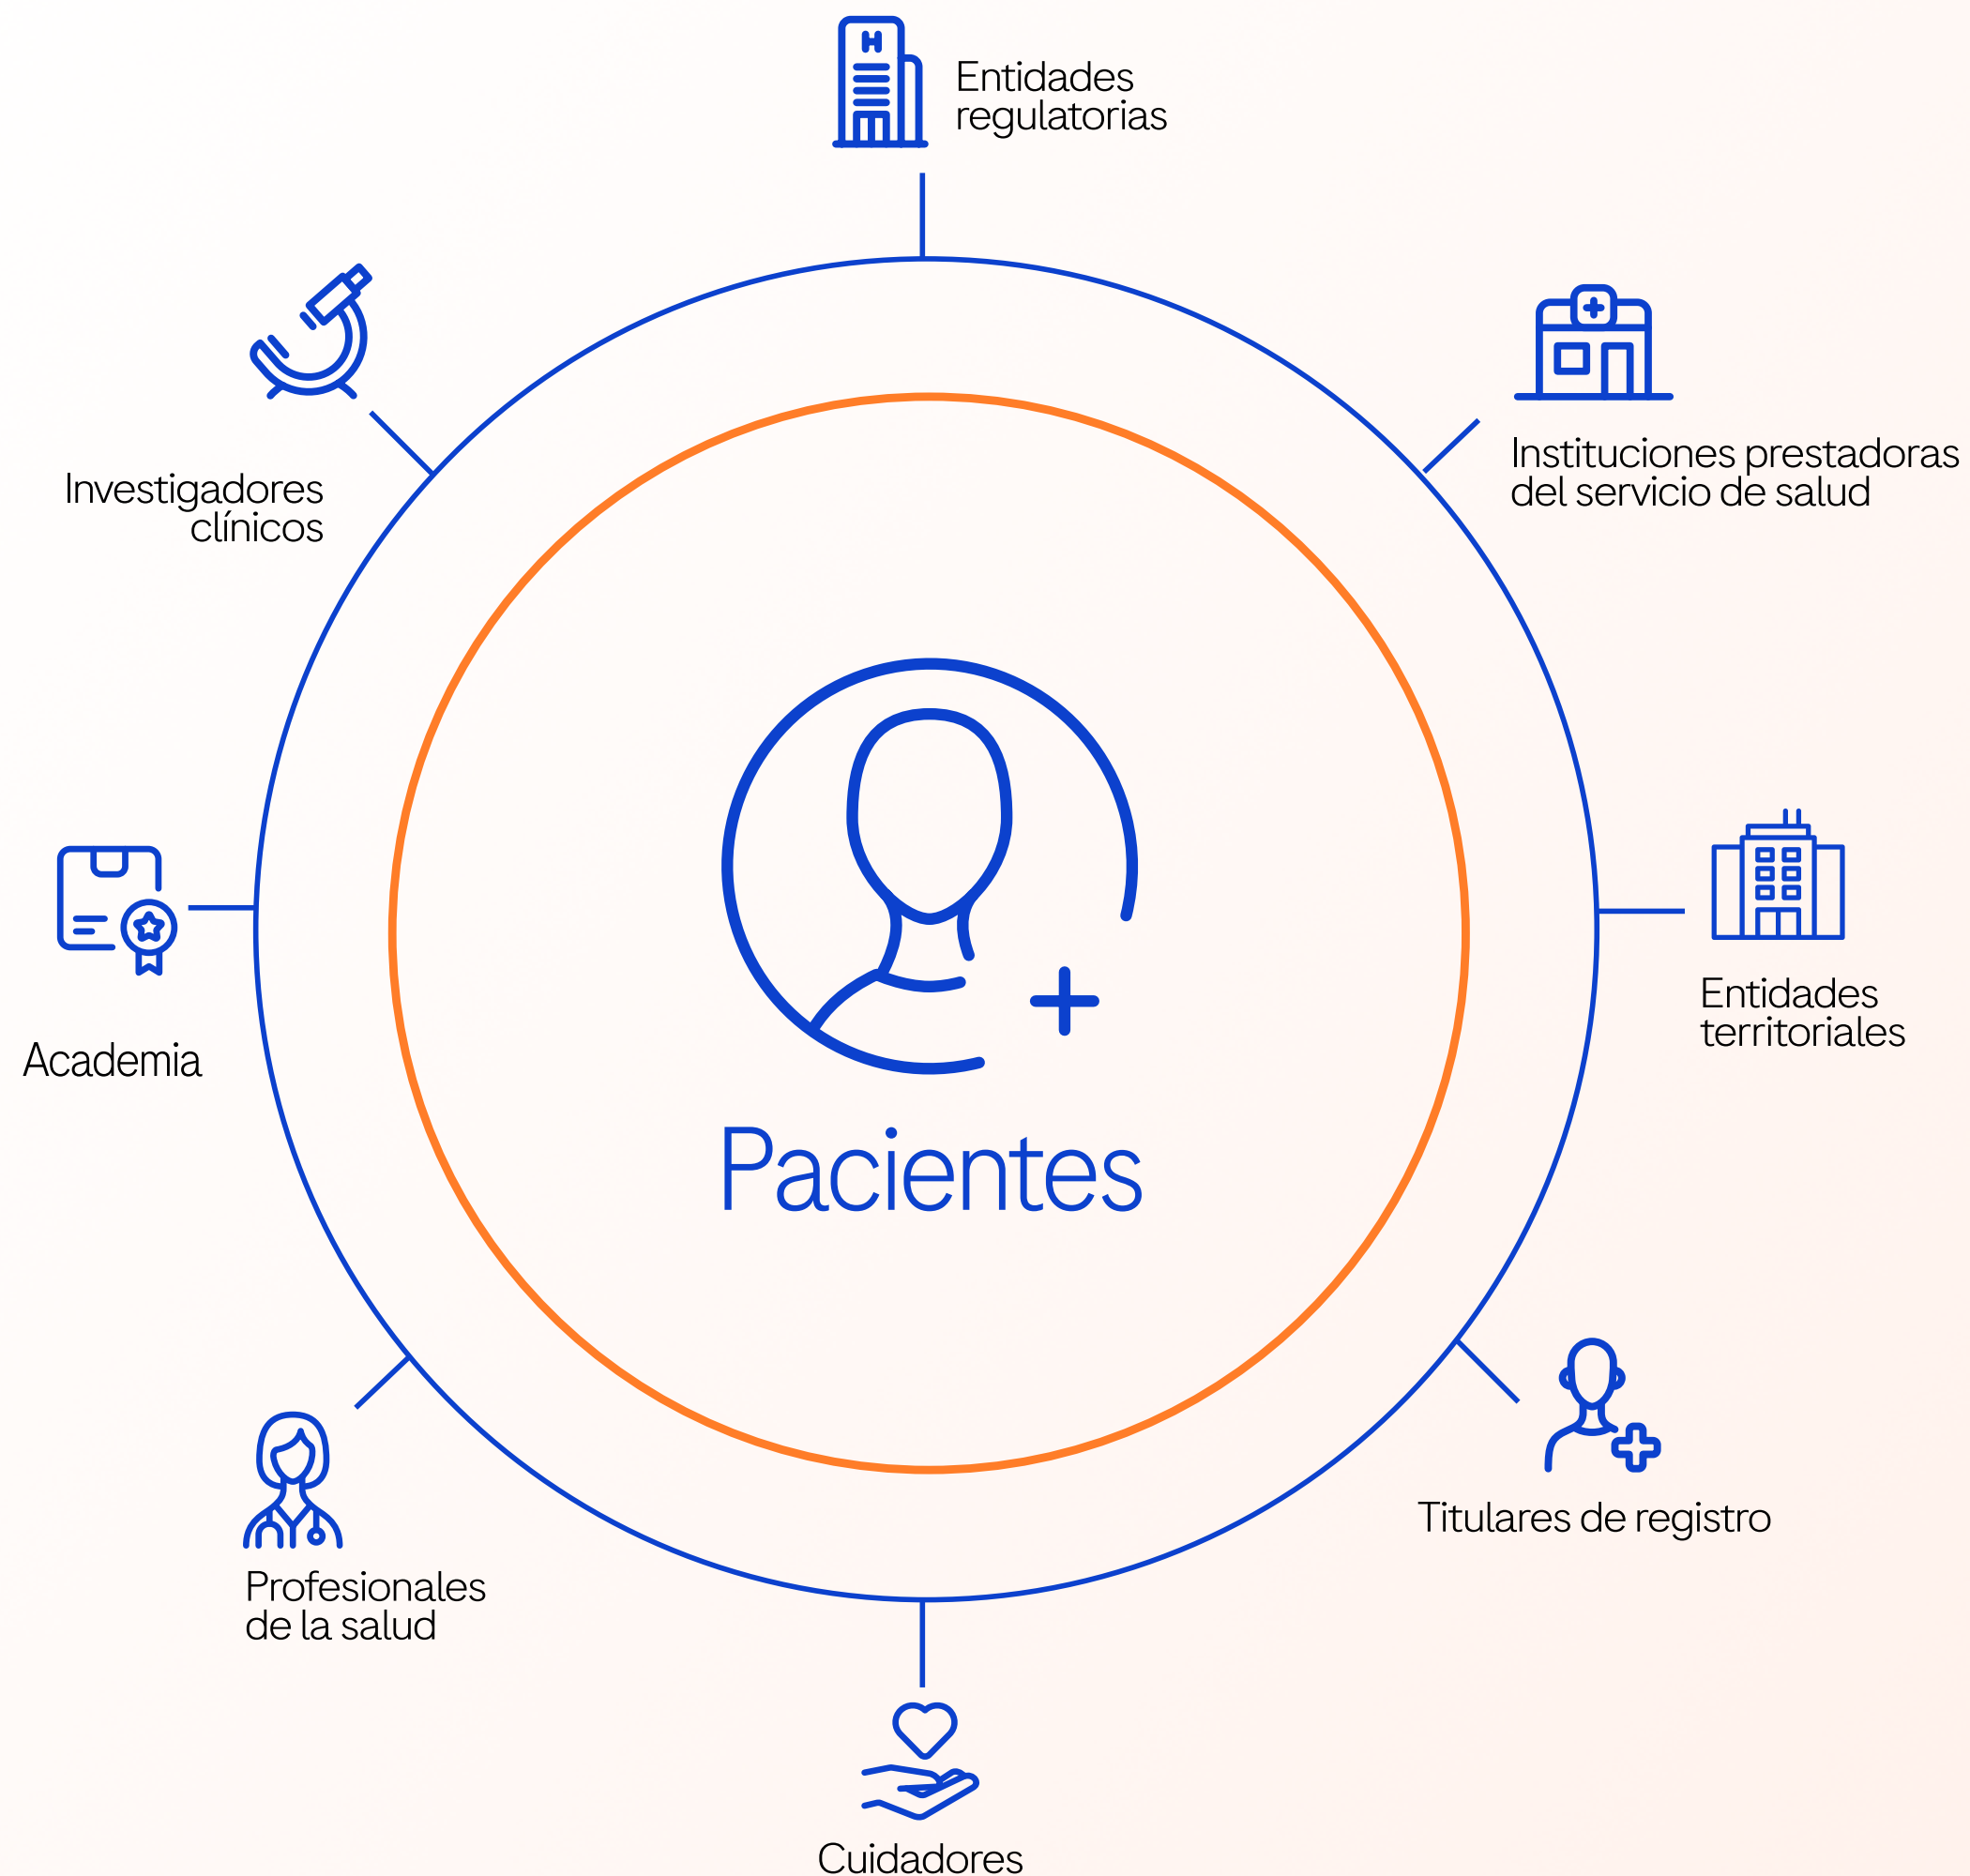 H
Entidades
regulatorias
Instituciones prestadoras
del servicio de salud
Investigadores
clínicos
Entidades
territoriales
Academia
Pacientes
Titulares de registro
Profesionales
de la salud
Cuidadores